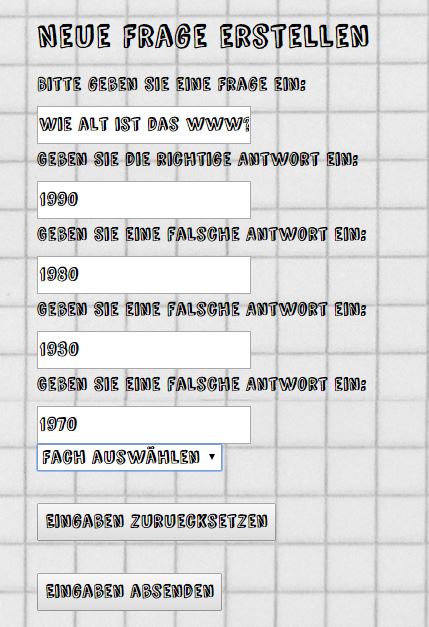 NEUE FRAGE ERSTELLEN
BITTE GEBEN SIE EINE FRAGE EIN:
WIE ALT IST DAS WWW?
GEBEN SIE DIE RICHTIGE ANTWORT EIN:
1990
GEBEN SIE EINE FALSCHE ANTWORT EIN:
1980
GEBEN SIE EINE FALSCHE ANTWORT EIN:
1930
GEBEN SIE EINE FALSCHE ANTWORT EIN:
1970
FACH AUSWÄHLEN
EINGABEN ZURUECKSETZEN
EINGABEN ABSENDEN